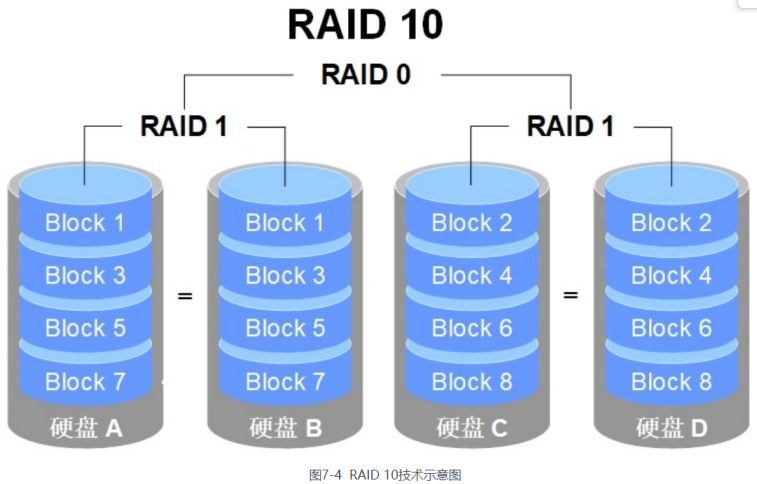 RAID 10
RAID 0
RAID 1 RAID 1
Block 1 Block 1 Block 2 Block 2
Block 3 Block 3 Block 4 Block 4
= =
Block 5 Block 5 Block 6 Block 6
Block 7 Block 7 Block 8 Block 8
硬盘 A 硬盘 B 硬盘 C 硬盘 D
图7-4 RAID 10技术示意图